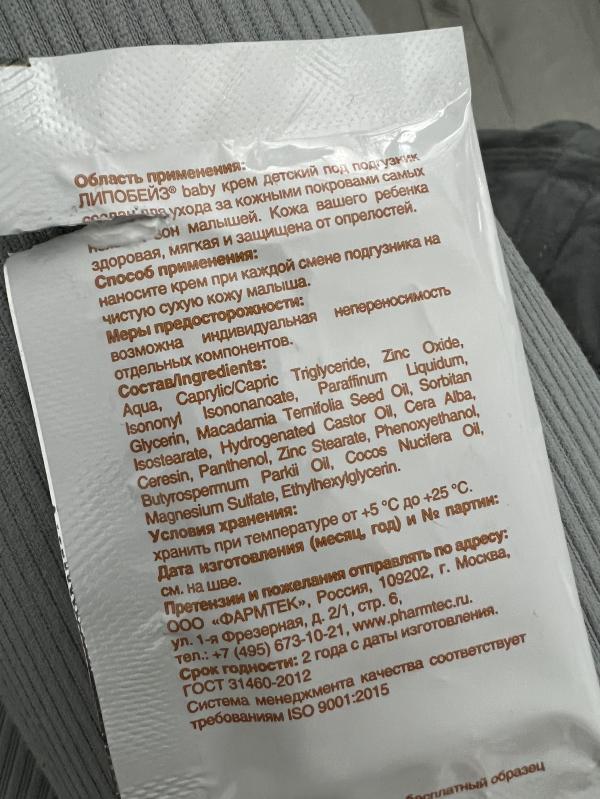 Область применения:
ЛИПОБЕЙЗ® baby крем детский под подгузник
создан для ухода за кожными покровами самых
зон малышей. Кожа вашего ребенка
здоровая, мягкая и защищена от опрелостей.
Способ применения:
наносите крем при каждой смене подгузника на
чистую сухую кожу малыша.
Меры предосторожности:
возможна индивидуальная непереносимость
отдельных компонентов.
Состав/Ingredients:
Aqua, Caprylic/Capric Triglyceride, Zinc Oxide,
Isononyl Isononanoate, Paraffinum Liquidum,
Glycerin, Macadamia Ternifolia Seed Oil, Sorbitan
Isostearate, Hydrogenated Castor Oil, Cera Alba,
Ceresin, Panthenol, Zinc Stearate, Phenoxyethanol,
Butyrospermum Parkii Oil, Cocos Nucifera Oil,
Magnesium Sulfate, Ethylhexylglycerin.
Условия хранения:
хранить при температуре от +5 °C до +25 °C.
Дата изготовления (месяц, год) и № партии:
см. на шве.
Претензии и пожелания отправлять по адресу:
ООО «ФАРМТЕК», Россия, 109202, г. Москва,
ул. 1-я Фрезерная, д. 2/1, стр. 6,
тел.: +7 (495) 673-10-21, www.pharmtec.ru.
Срок годности: 2 года с даты изготовления.
ГОСТ 31460-2012
Система менеджмента качества соответствует
требованиям ISO 9001:2015
бесплатный образец